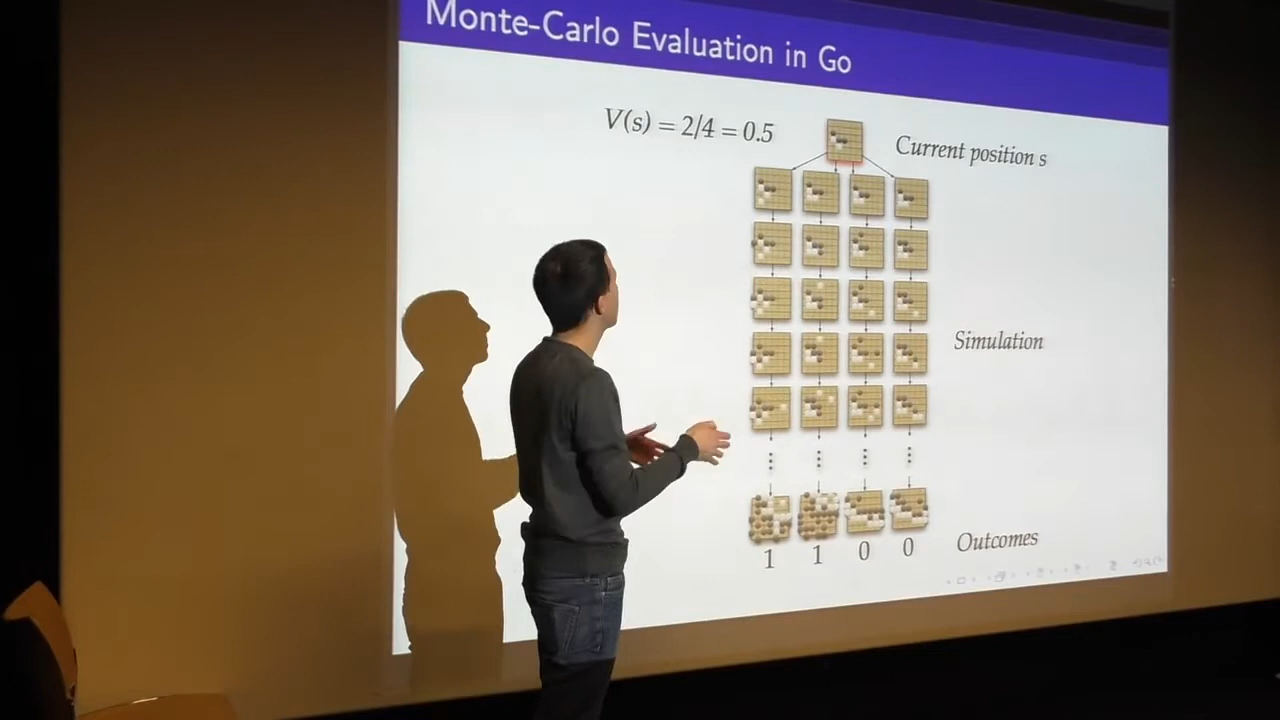 Monte-Carlo Evaluation in Go
V(s) = 2/4 = 0.5
Current position s
Simulation
Outcomes
1 1 0 0